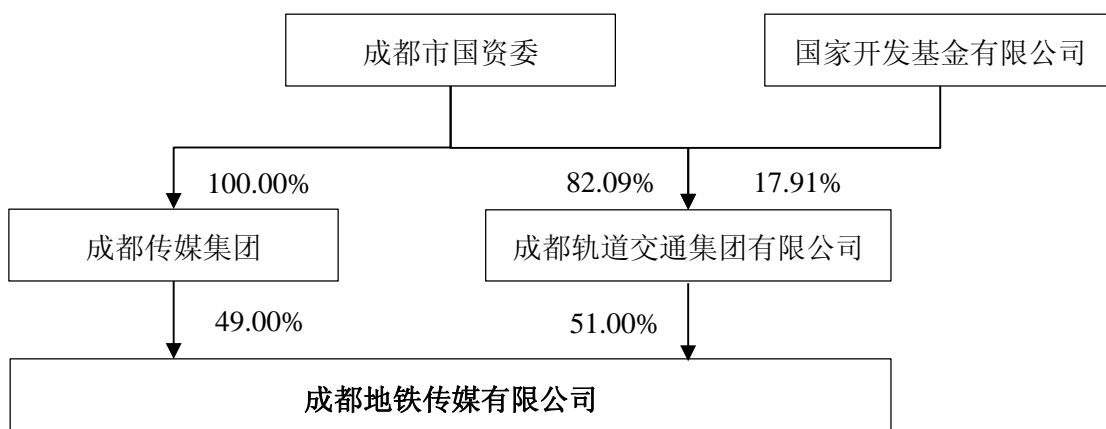 成都市国资委
国家开发基金有限公司
100.00%
82.09%
17.91%
成都传媒集团
成都轨道交通集团有限公司
49.00%
51.00%
成都地铁传媒有限公司